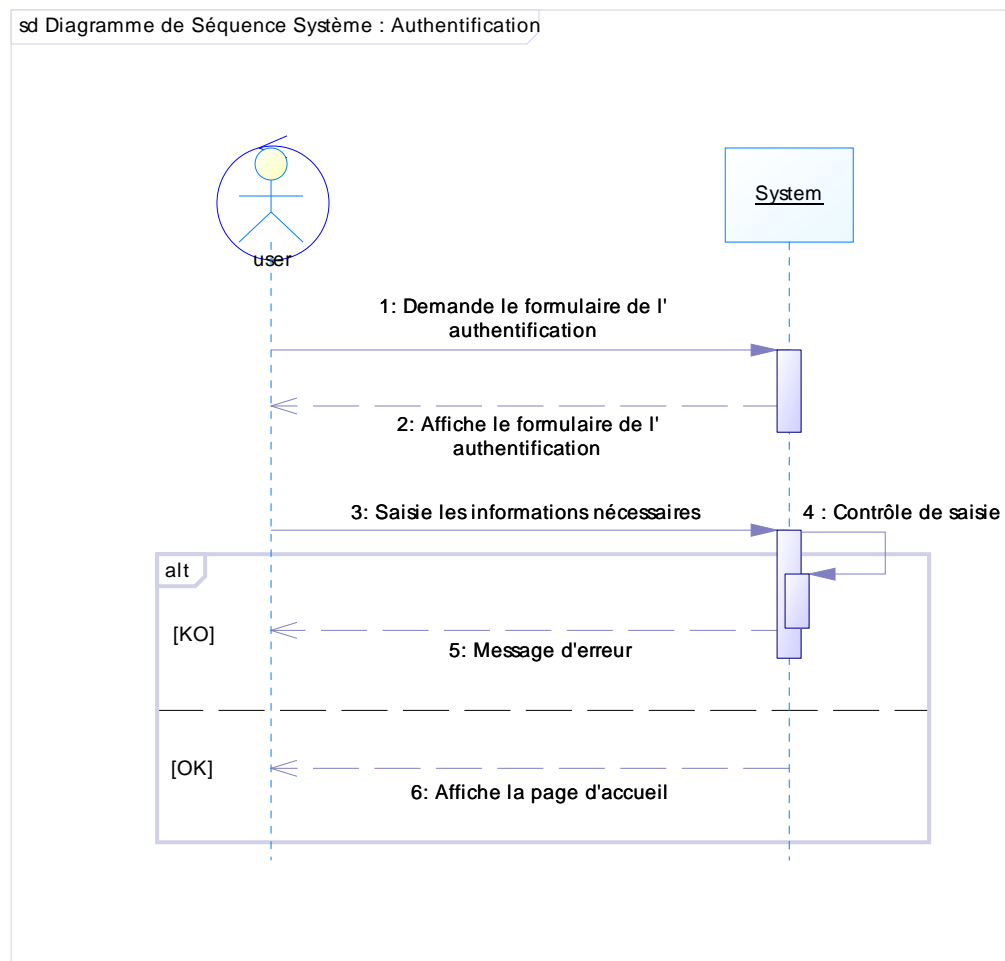 sd Diagramme de Séquence Système : Authentification
System
user
1: Demande le formulaire de l'
authentification
2: Affiche le formulaire de l'
authentification
3: Saisie les informations nécessaires
4 : Contrôle de saisie
alt
[KO]
5: Message d'erreur
[OK]
6: Affiche la page d'accueil